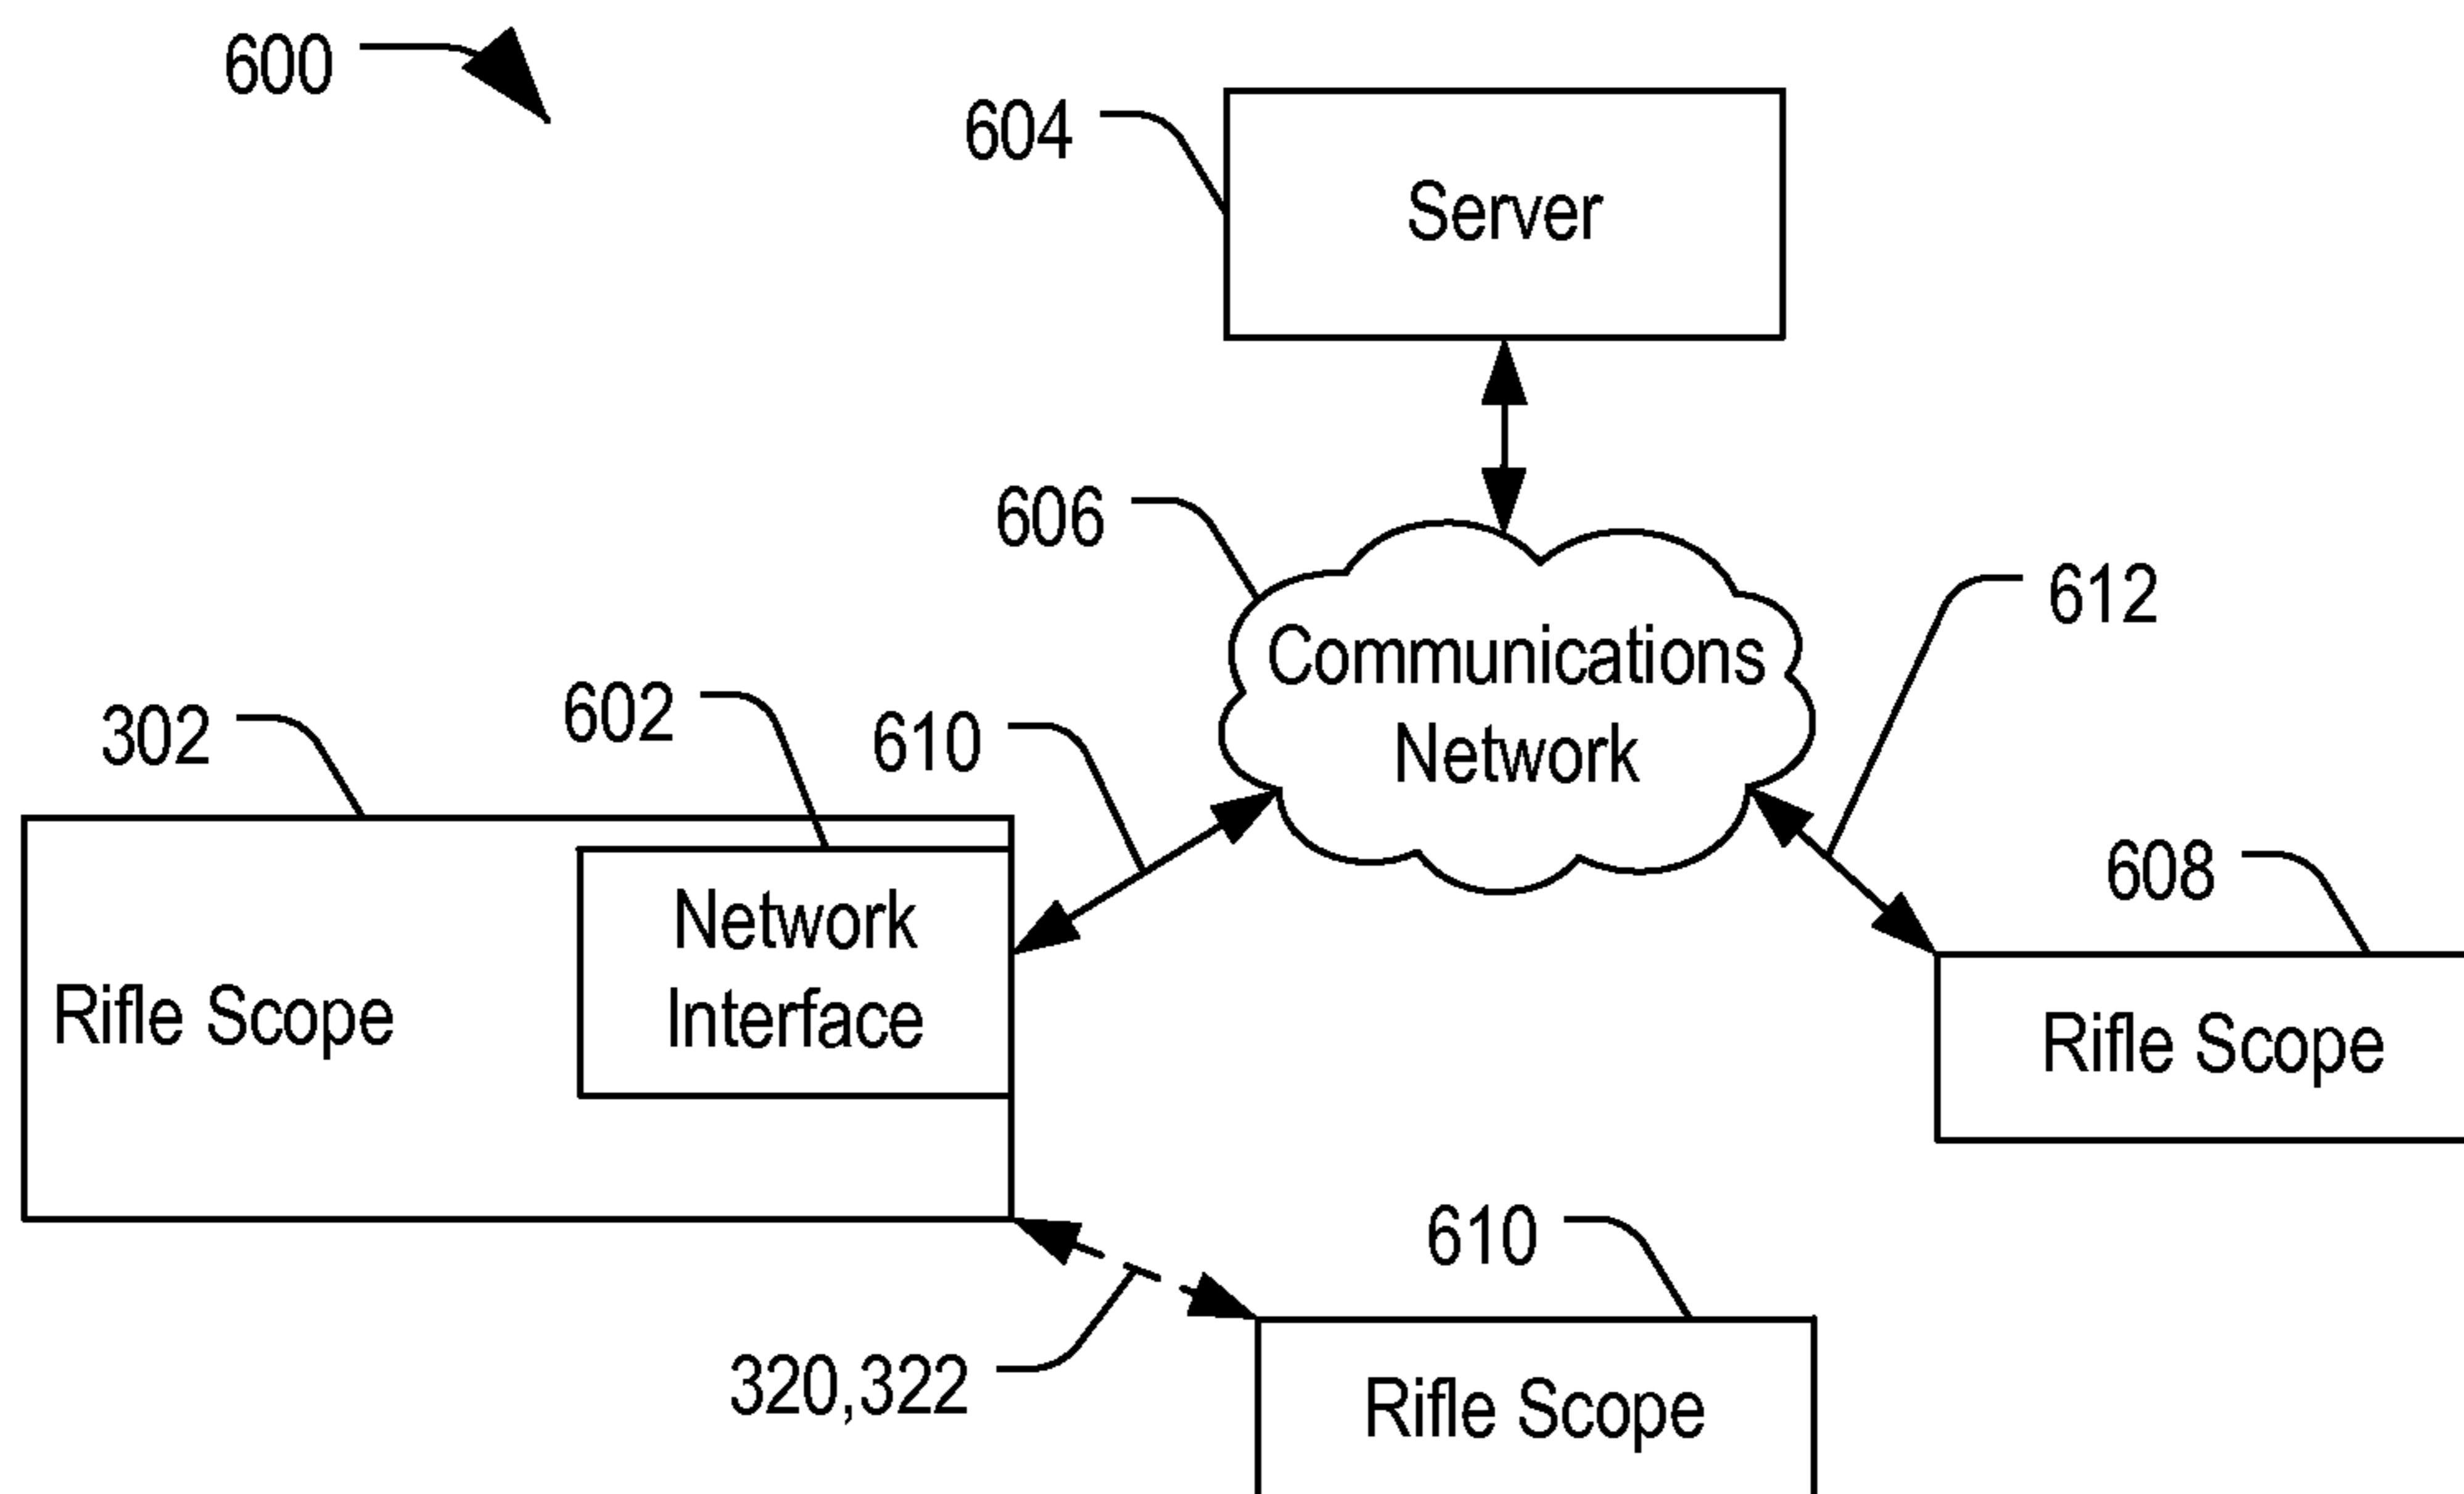 600
604
Server
606
Communications
Network
612
302
602
610
608
Network
Interface
Rifle Scope
Rifle Scope
610
320,322
Rifle Scope